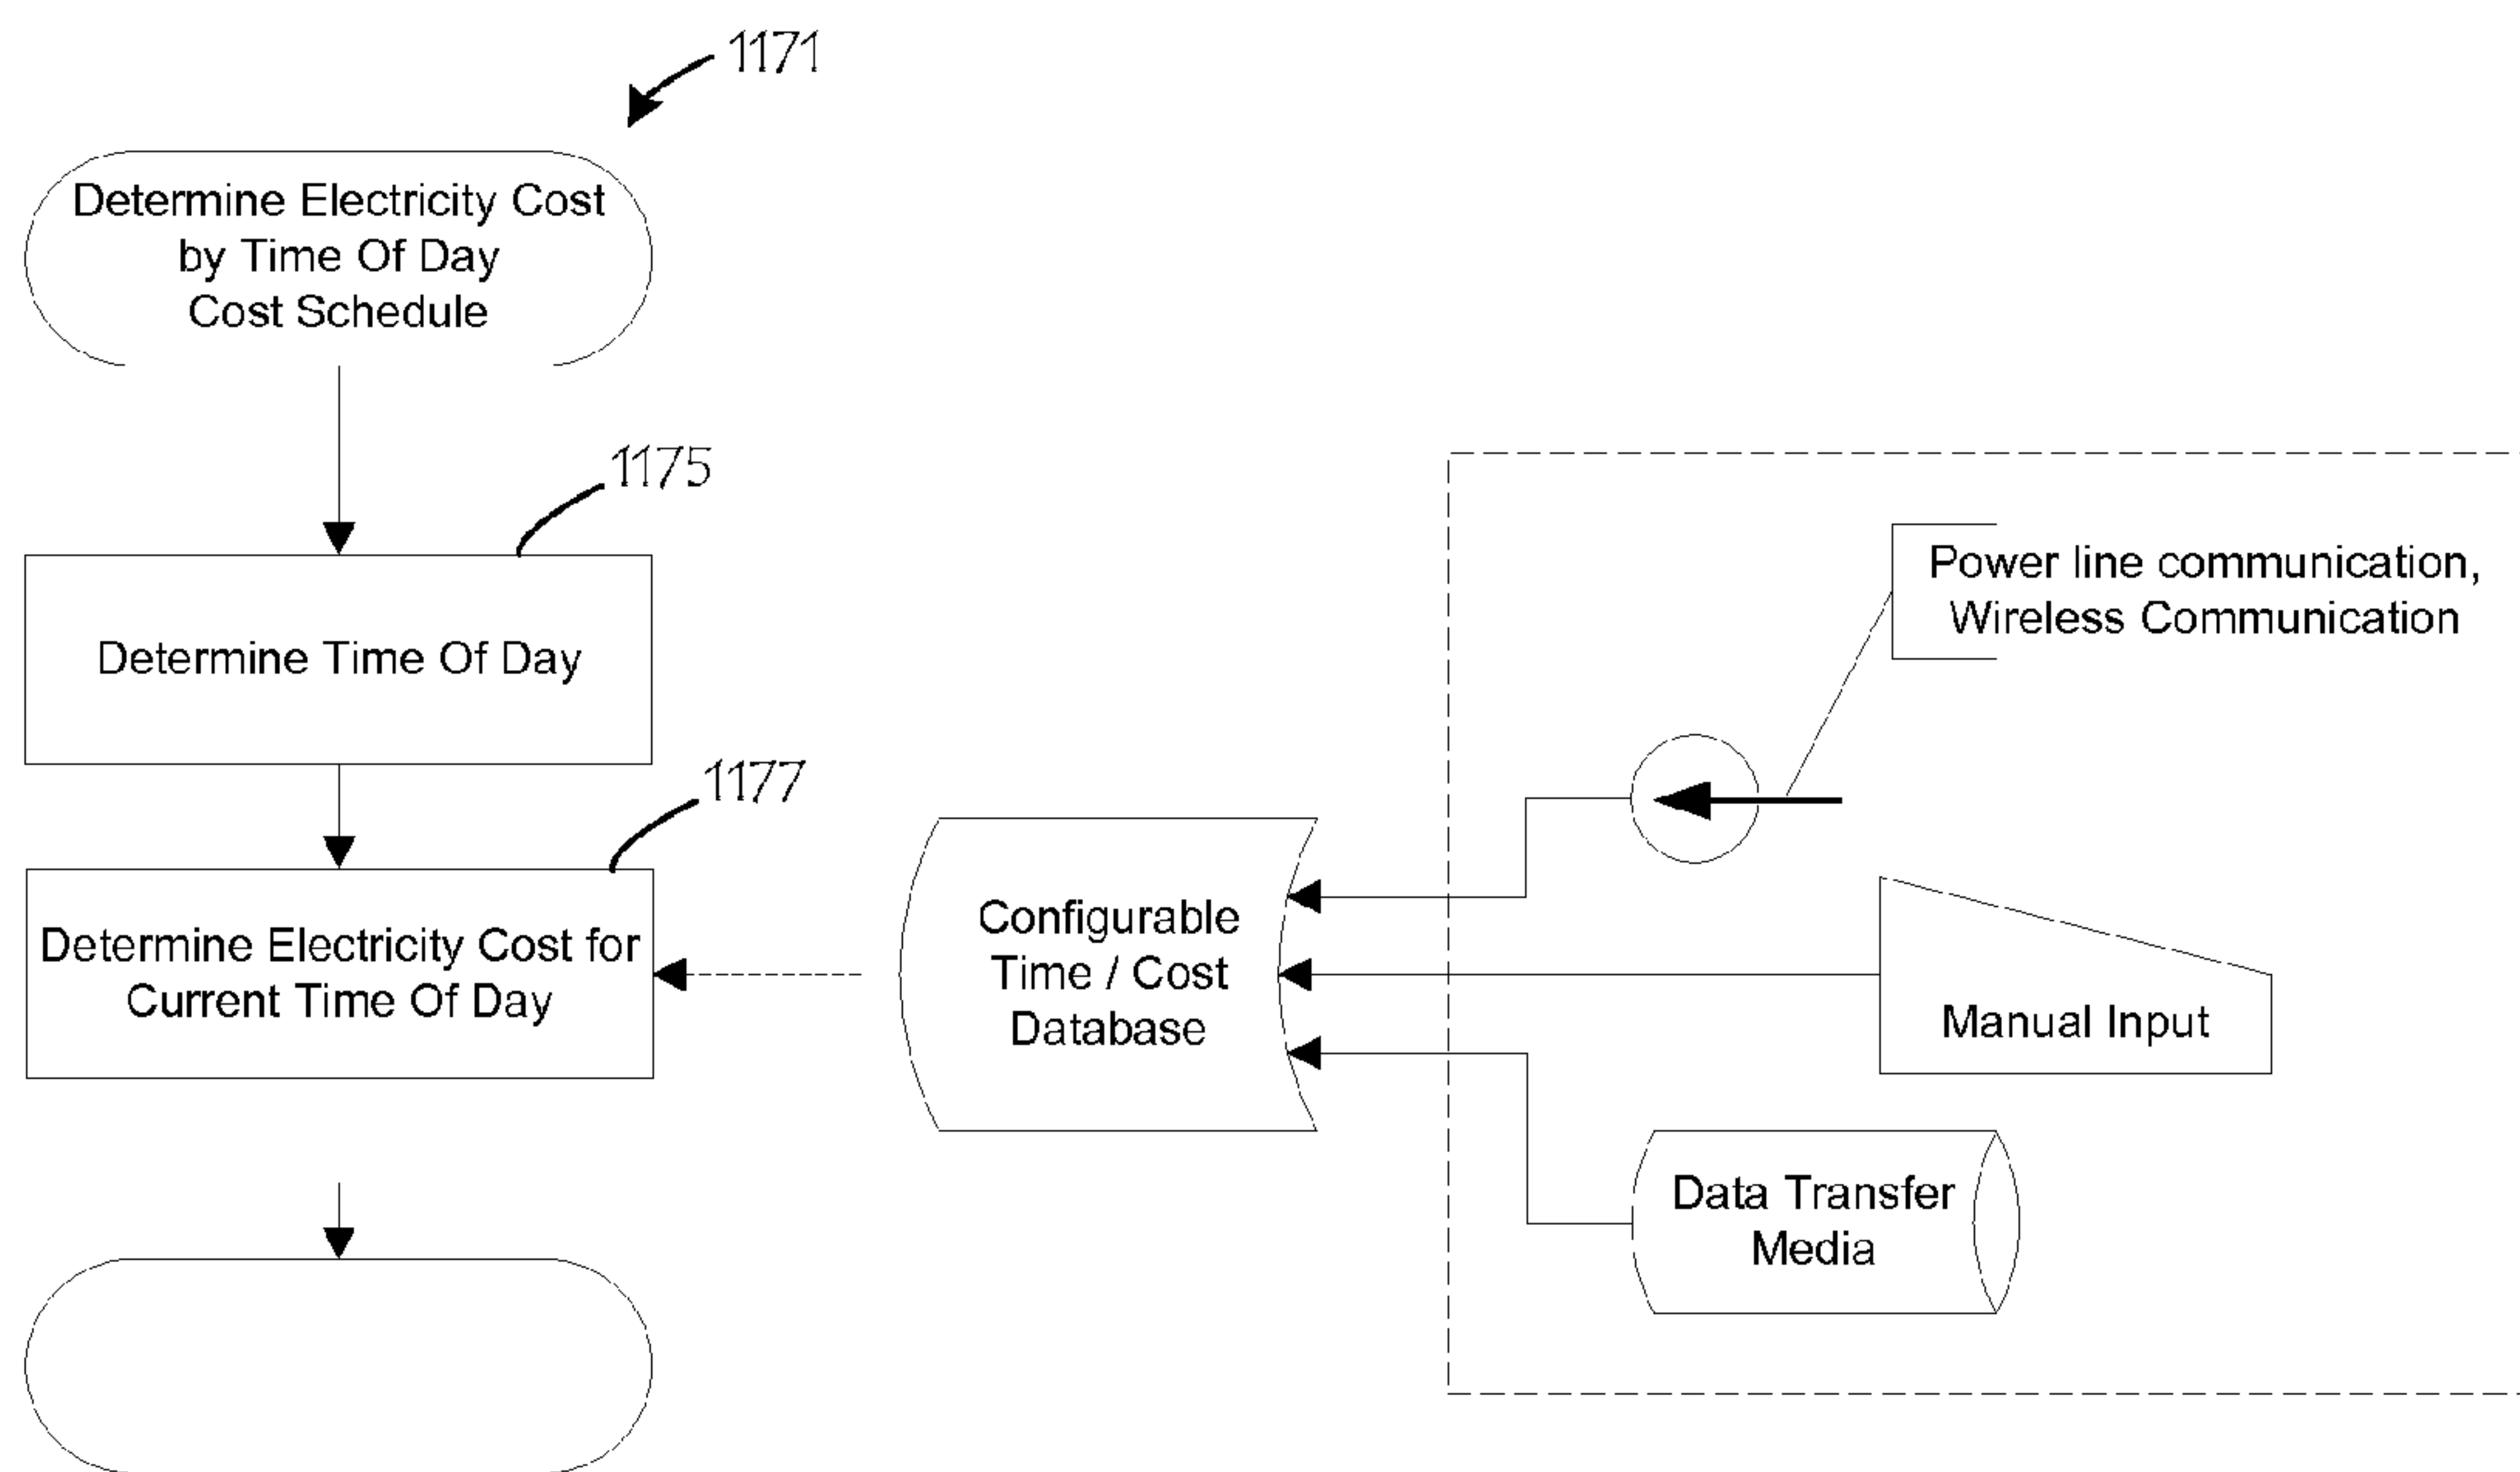 1171
Determine Electricity Cost
by Time Of Day
Cost Schedule
1175
Determine Time Of Day
1177
Determine Electricity Cost for
Current Time Of Day
Configurable
Time / Cost
Database
Power line communication,
Wireless Communication
Manual Input
Data Transfer
Media